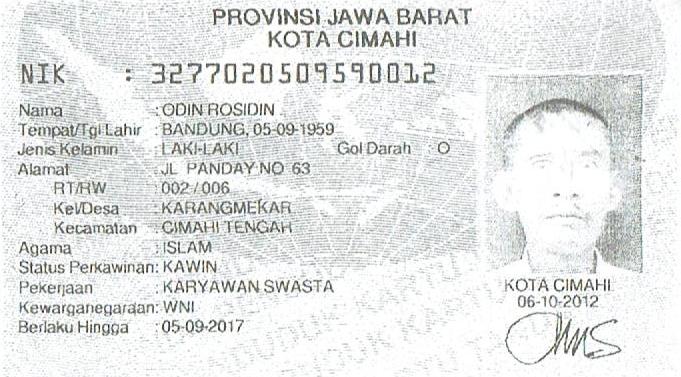 PROVINSI JAWA BARAT
KOTA CIMAHI
NIK : 3277020509590012
Nama : ODIN ROSIDIN
Tempat/Tgl Lahir : BANDUNG, 05-09-1959
Jenis Kelamin : LAKI-LAKI Gol Darah O
Alamat : JL PANDAY NO 63
RT/RW : 002 / 006
Kel/Desa : KARANGMEKAR
Kecamatan : CIMAHI TENGAH
Agama : ISLAM
Status Perkawinan: KAWIN
Pekerjaan : KARYAWAN SWASTA
Kewarganegaraan: WNI
Berlaku Hingga : 05-09-2017
KOTA CIMAHI
06-10-2012